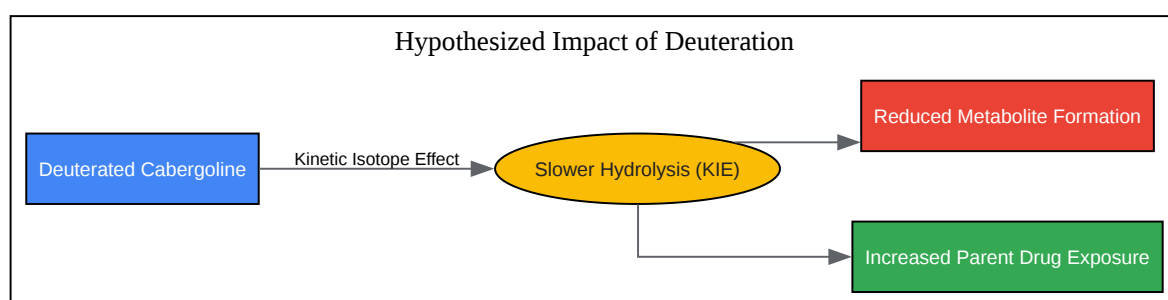 Hypothesized Impact of Deuteration
Reduced Metabolite Formation
Deuterated Cabergoline
Kinetic Isotope Effect
Slower Hydrolysis (KIE)
Increased Parent Drug Exposure